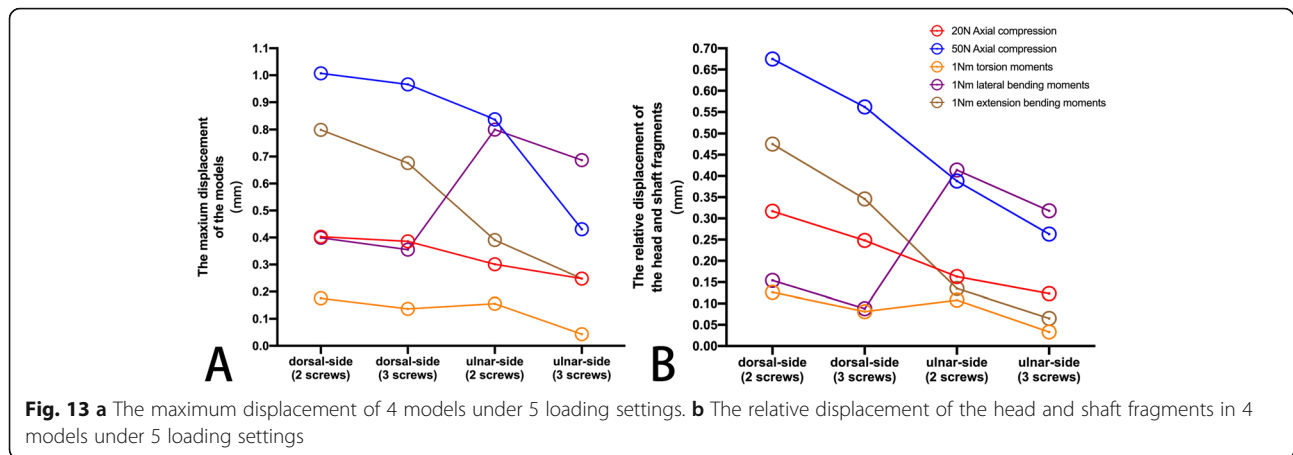 1.1
1.0
0.9
0.8
0.7
0.6
0.5
0.4
0.3
0.2
0.1
0.0
The maxium displacement
of the models
(mm)
dorsal-side
(2 screws)
dorsal-side
(3 screws)
ulnar-side
(2 screws)
ulnar-side
(3 screws)
A
0.70
0.65
0.60
0.55
0.50
0.45
0.40
0.35
0.30
0.25
0.20
0.15
0.10
0.05
0.00
The relative displacement of
the head and shaft fragments
(mm)
20N Axial compression
50N Axial compression
1Nm torsion moments
1Nm lateral bending moments
1Nm extension bending moments
dorsal-side
(2 screws)
dorsal-side
(3 screws)
ulnar-side
(2 screws)
ulnar-side
(3 screws)
B
Fig. 13 a The maximum displacement of 4 models under 5 loading settings. b The relative displacement of the head and shaft fragments in 4
models under 5 loading settings